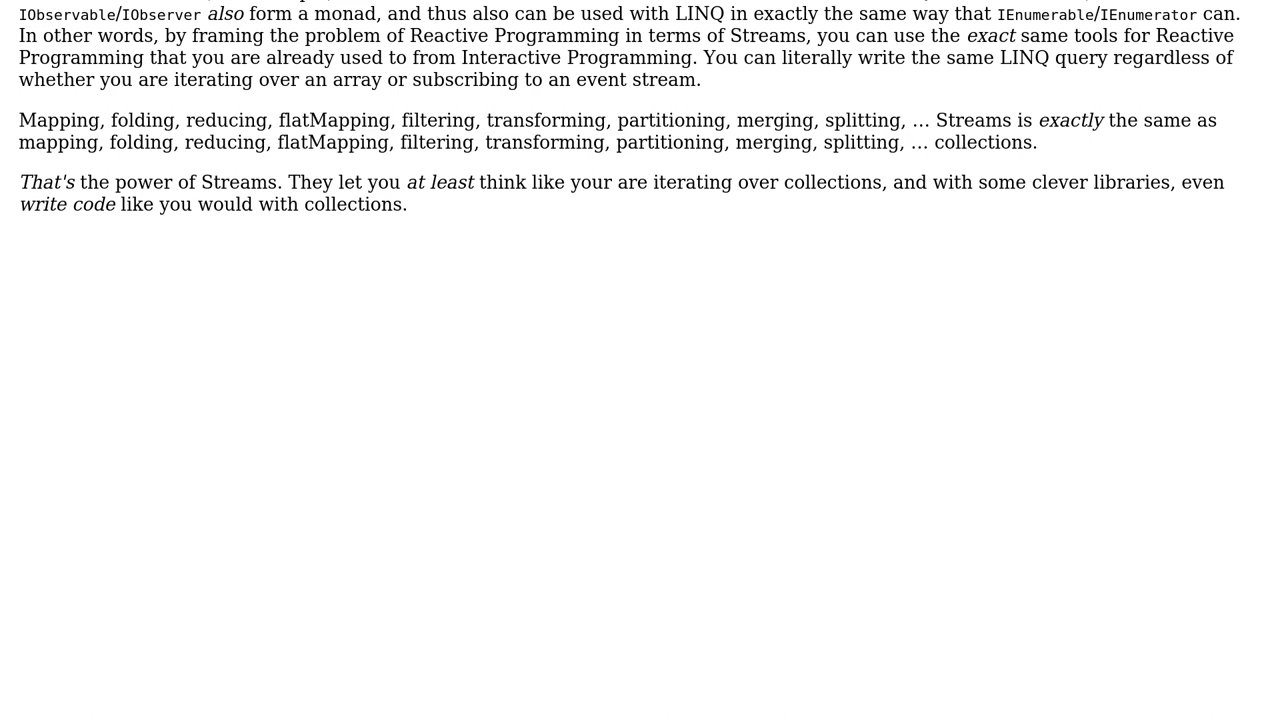 IObservable/IObserver also form a monad, and thus also can be used with LINQ in exactly the same way that IEnumerable/IEnumerator can.
In other words, by framing the problem of Reactive Programming in terms of Streams, you can use the exact same tools for Reactive
Programming that you are already used to from Interactive Programming. You can literally write the same LINQ query regardless of
whether you are iterating over an array or subscribing to an event stream.
Mapping, folding, reducing, flatMapping, filtering, transforming, partitioning, merging, splitting, … Streams is exactly the same as
mapping, folding, reducing, flatMapping, filtering, transforming, partitioning, merging, splitting, … collections.
That's the power of Streams. They let you at least think like your are iterating over collections, and with some clever libraries, even
write code like you would with collections.